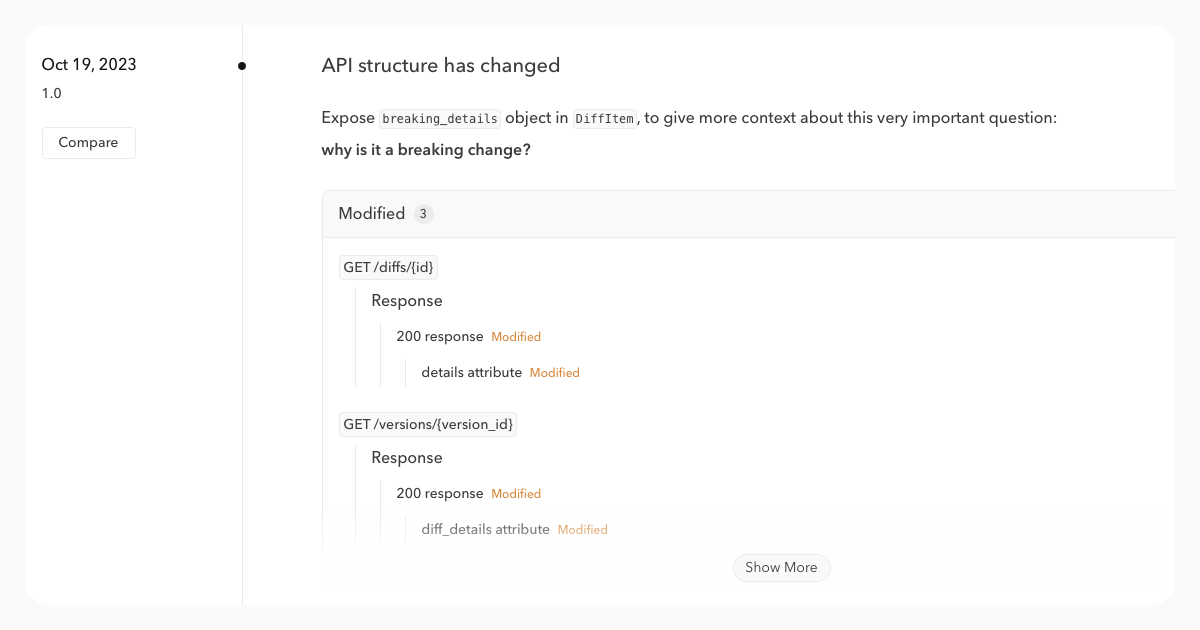 Oct 19, 2023
1.0
Compare
API structure has changed
Expose breaking_details object in DiffItem, to give more context about this very important question:
why is it a breaking change?
Modified 3
GET /diffs/{id}
Response
200 response Modified
details attribute Modified
GET /versions/{version_id}
Response
200 response Modified
diff_details attribute Modified
Show More